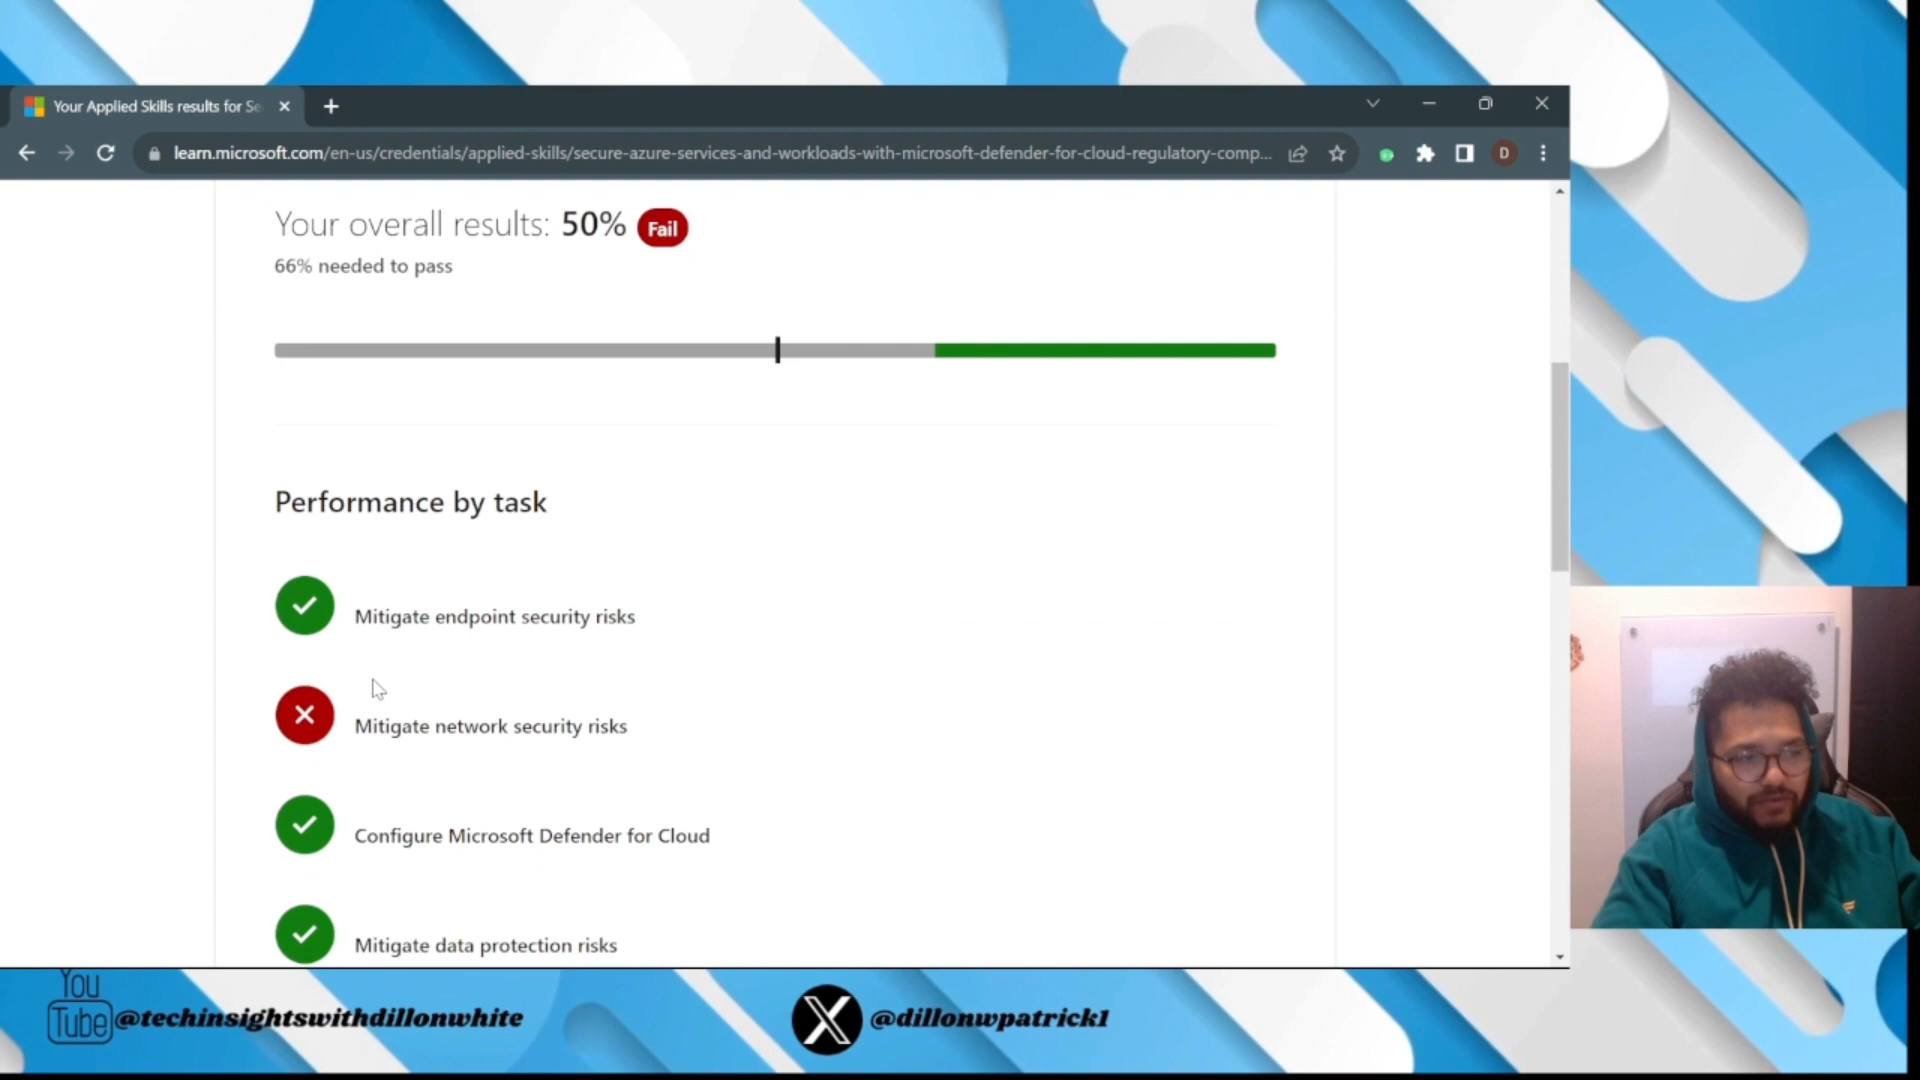 Your Applied Skills results for Se
learn.microsoft.com/en-us/credentials/applied-skills/secure-azure-services-and-workloads-with-microsoft-defender-for-cloud-regulatory-comp...
D
Your overall results: 50% Fail
66% needed to pass
Performance by task
Mitigate endpoint security risks
Mitigate network security risks
Configure Microsoft Defender for Cloud
Mitigate data protection risks
You
Tube @techinsightswithdillonwhite
X @dillonwpatrick1